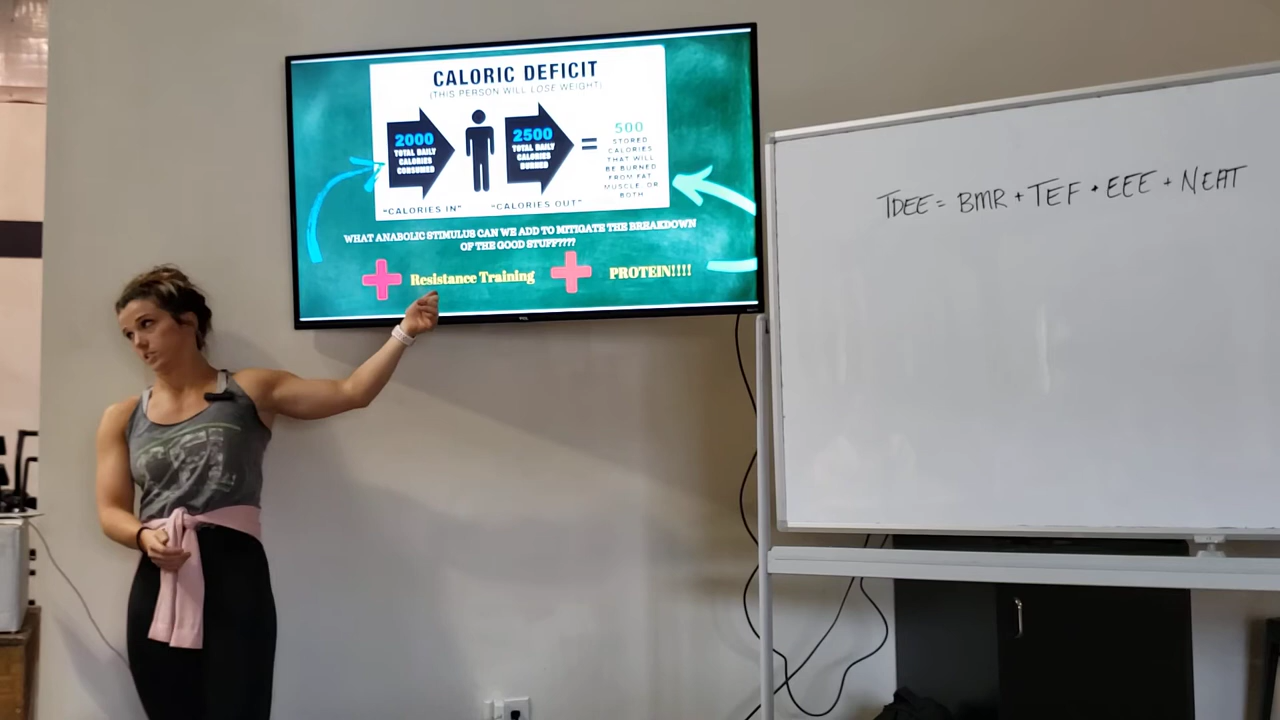 CALORIC DEFICIT
(THIS PERSON WILL LOSE WEIGHT)
2000
TOTAL DAILY
CALORIES
CONSUMED
2500
TOTAL DAILY
CALORIES
BURNED
=
500
STORED
CALORIES
THAT WILL
BE BURNED
FROM FAT
MUSCLE, OR
BOTH
"CALORIES IN"
"CALORIES OUT"
WHAT ANABOLIC STIMULUS CAN WE ADD TO MITIGATE THE BREAKDOWN
OF THE GOOD STUFF????
Resistance Training
PROTEIN!!!!
TCL
TDEE = BMR + TEF + EEE + NEAT